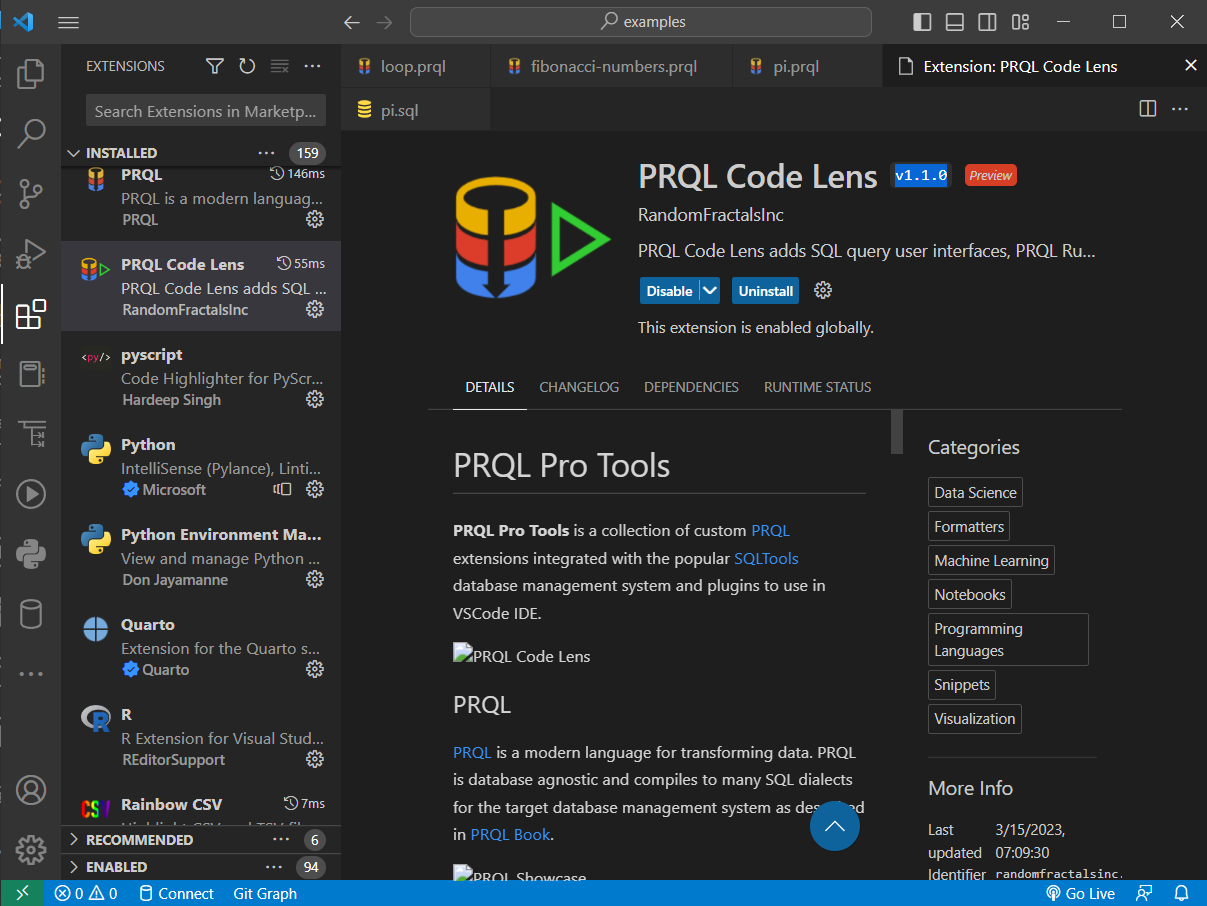 examples
EXTENSIONS
Search Extensions in Marketp...
INSTALLED 159
PRQL 146ms
PRQL is a modern languag...
PRQL
PRQL Code Lens 55ms
PRQL Code Lens adds SQL ...
RandomFractalsInc
<py/> pyscript
Code Highlighter for PyScr...
Hardeep Singh
Python
IntelliSense (Pylance), Linti...
Microsoft
Python Environment Ma...
View and manage Python ...
Don Jayamanne
Quarto
Extension for the Quarto s...
Quarto
R
R Extension for Visual Stud...
REditorSupport
CSV Rainbow CSV 7ms
RECOMMENDED 6
ENABLED 94
loop.prql fibonacci-numbers.prql pi.prql Extension: PRQL Code Lens
pi.sql
PRQL Code Lens v1.1.0 Preview
RandomFractalsInc
PRQL Code Lens adds SQL query user interfaces, PRQL Ru...
Disable Uninstall
This extension is enabled globally.
DETAILS CHANGELOG DEPENDENCIES RUNTIME STATUS
PRQL Pro Tools
PRQL Pro Tools is a collection of custom PRQL
extensions integrated with the popular SQLTools
database management system and plugins to use in
VSCode IDE.
PRQL Code Lens
PRQL
PRQL is a modern language for transforming data. PRQL
is database agnostic and compiles to many SQL dialects
for the target database management system as
in PRQL Book.
PRQL Showcase
Categories
Data Science
Formatters
Machine Learning
Notebooks
Programming
Languages
Snippets
Visualization
More Info
Last 3/15/2023,
updated 07:09:30
Identifier randomfractalsinc.
0 0 Connect Git Graph Go Live